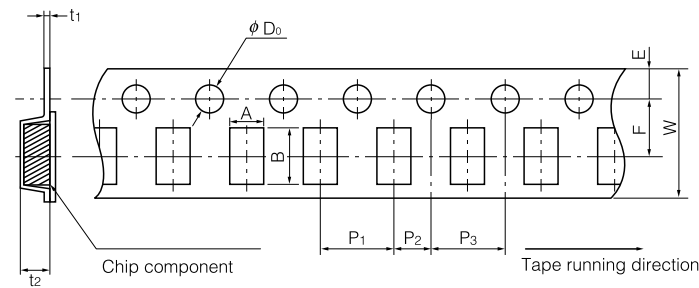 t1
ϕ D0
A
B
E
F
W
P1
P2
P3
t2
Chip component
Tape running direction